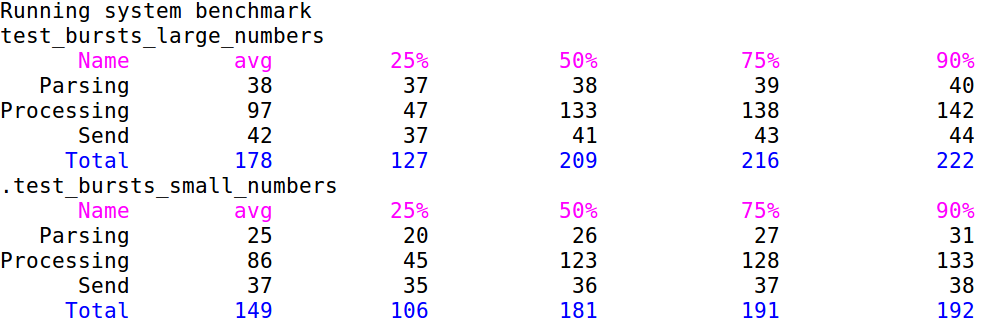 Running system benchmark
test_bursts_large_numbers
Name avg 25% 50% 75% 90%
Parsing 38 37 38 39 40
Processing 97 47 133 138 142
Send 42 37 41 43 44
Total 178 127 209 216 222
.test_bursts_small_numbers
Name avg 25% 50% 75% 90%
Parsing 25 20 26 27 31
Processing 86 45 123 128 133
Send 37 35 36 37 38
Total 149 106 181 191 192